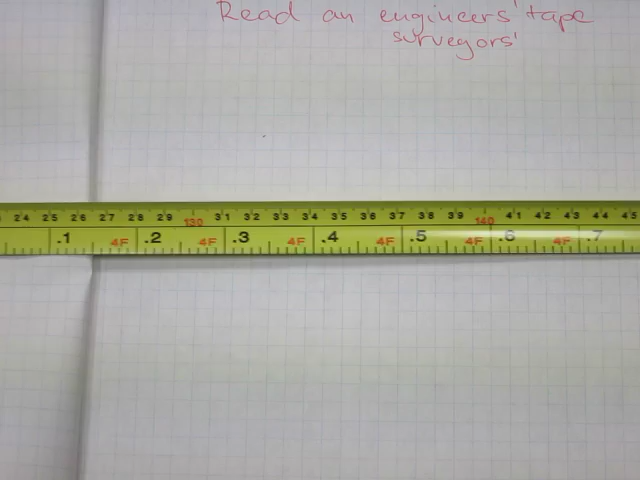 Read an engineers' tape
surveyors'
24 25 26 27 28 29 130 31 32 33 34 35 36 37 38 39 140 41 42 43 44 45
.1 4F .2 4F .3 4F .4 4F .5 4F .6 4F .7